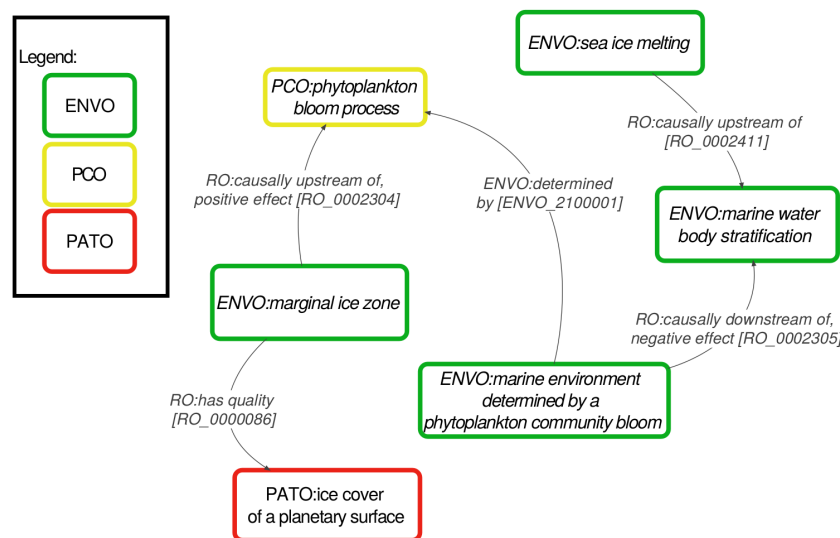 Legend:
ENVO
PCO
PATO
ENVO:sea ice melting
PCO:phytoplankton
bloom process
RO:causally upstream of
[RO_0002411]
RO:causally upstream of,
positive effect [RO_0002304]
ENVO:determined
by [ENVO_2100001]
ENVO:marine water
body stratification
ENVO:marginal ice zone
RO:causally downstream of,
negative effect [RO_0002305]
ENVO:marine environment
determined by a
phytoplankton community bloom
RO:has quality
[RO_0000086]
PATO:ice cover
of a planetary surface